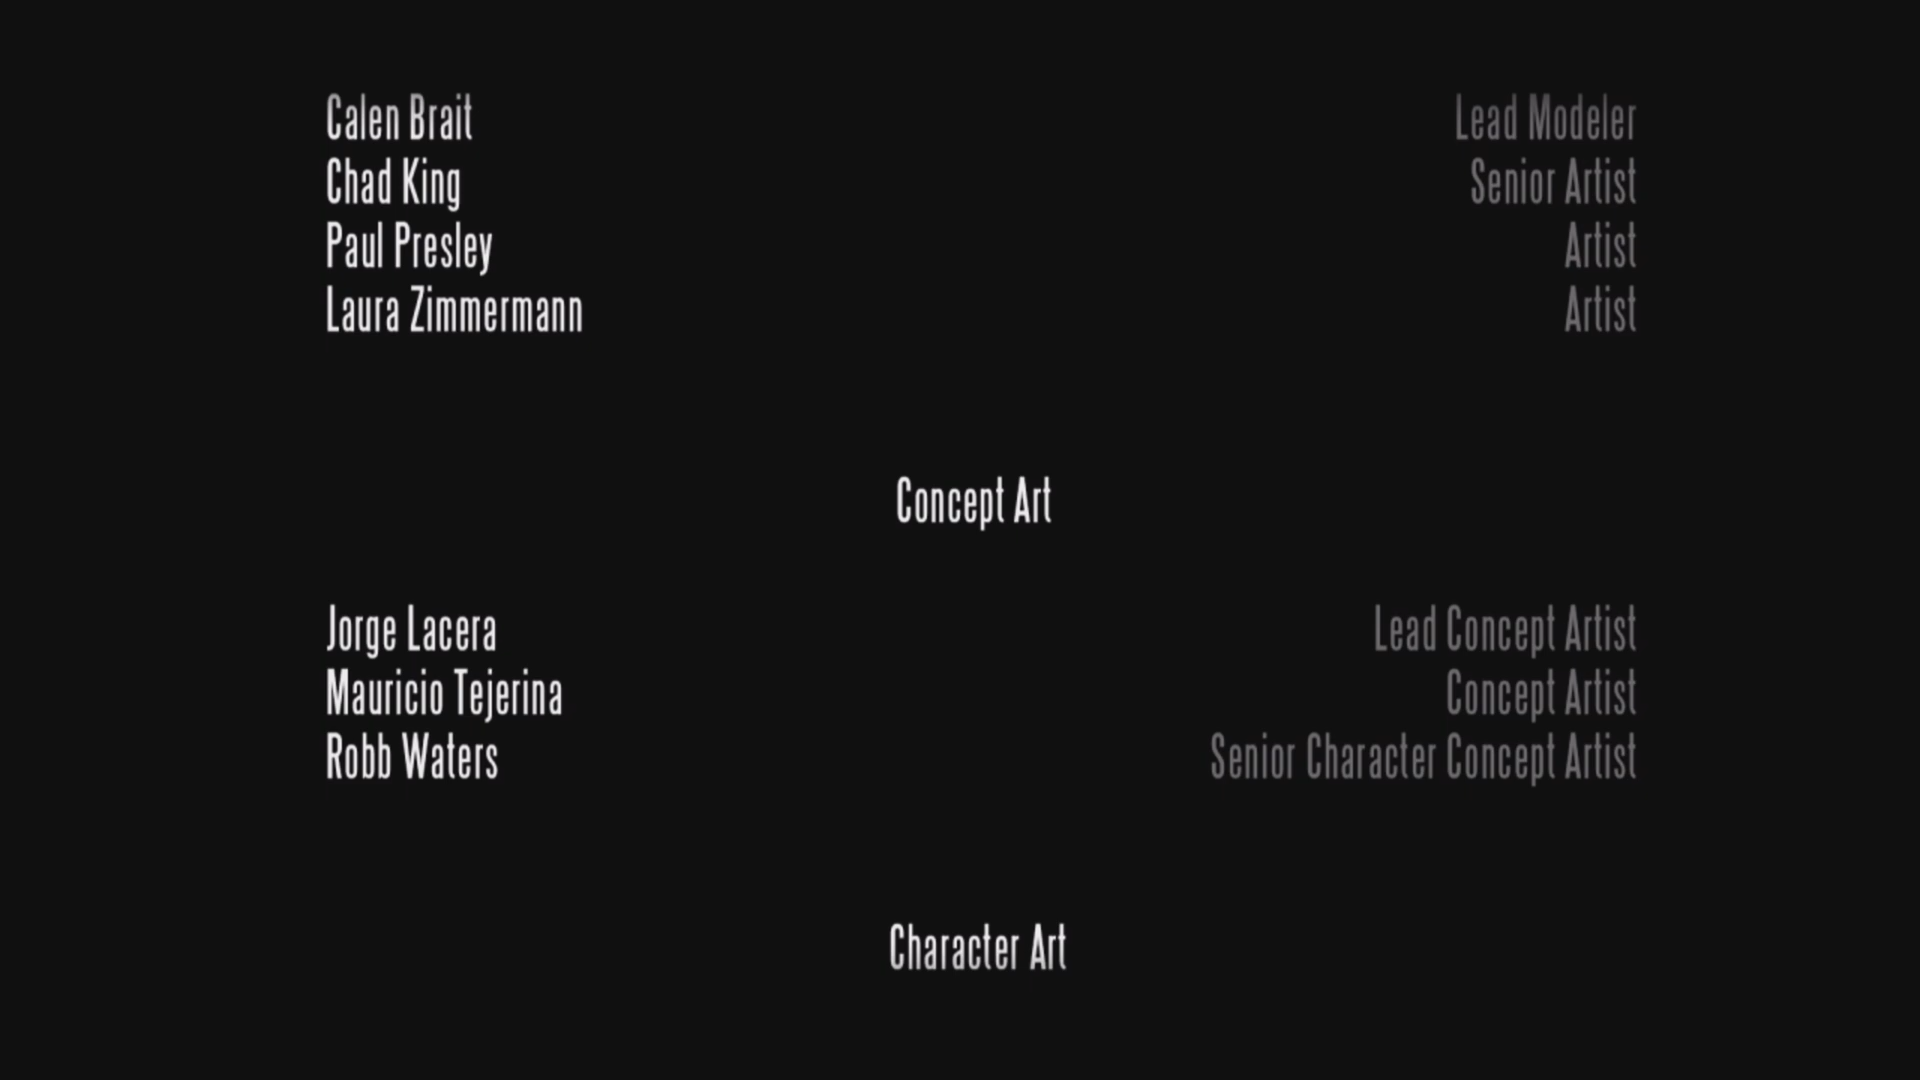 Calen Brait Lead Modeler
Chad King Senior Artist
Paul Presley Artist
Laura Zimmermann Artist
Concept Art
Jorge Lacera Lead Concept Artist
Mauricio Tejerina Concept Artist
Robb Waters Senior Character Concept Artist
Character Art